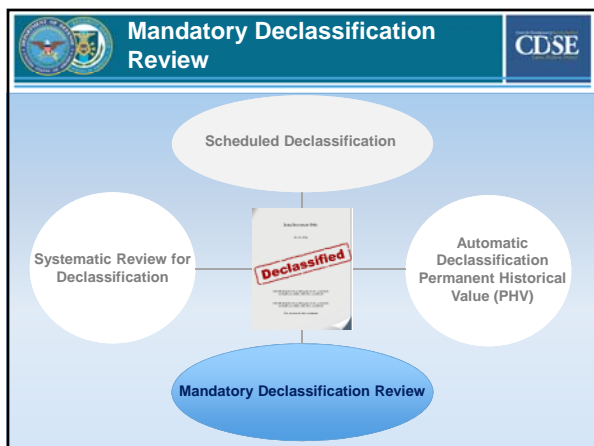 Mandatory Declassification
Review
CDSE
Scheduled Declassification
Systematic Review for
Declassification
Declassified
Automatic
Declassification
Permanent Historical
Value (PHV)
Mandatory Declassification Review